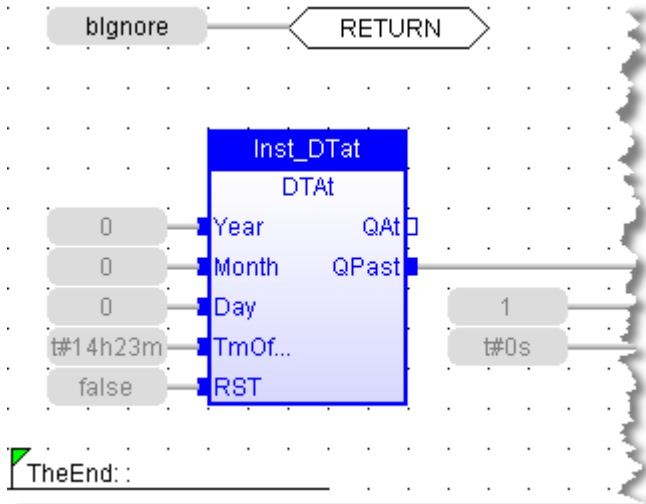 bIgnore RETURN
Inst_DTat
DTAt
0 Year QAt
0 Month QPast
0 Day 1
t#14h23m TmOf... t#0s
false RST
TheEnd: :